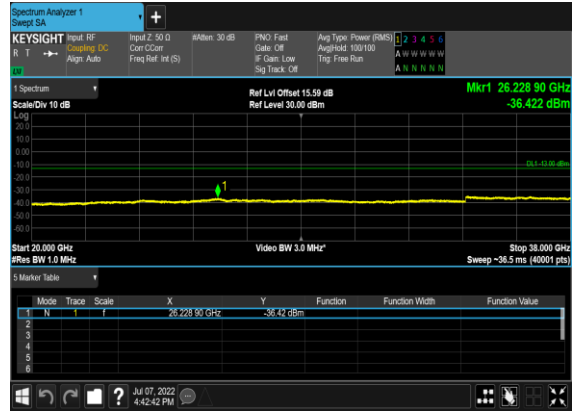 Spectrum Analyzer 1
Swept SA
+
KEYSIGHT Input: RF Input Z: 50 Ω #Atten: 30 dB PNO: Fast Avg Type: Power (RMS) 1 2 3 4 5 6
R T Coupling: DC Corr CCorr Gate: Off Avg|Hold: 100/100 A W W W W W
Align: Auto Freq Ref: Int (S) IF Gain: Low Trig: Free Run
Sig Track: Off A N N N N N
1 Spectrum Ref Lvl Offset 15.59 dB Mkr1 26.228 90 GHz
Scale/Div 10 dB Ref Level 30.00 dBm -36.422 dBm
Log
20.0
10.0
0.00
-10.0 DL1 -13.00 dBm
-20.0
-30.0 1
-40.0
-50.0
-60.0
Start 20.000 GHz Video BW 3.0 MHz* Stop 38.000 GHz
#Res BW 1.0 MHz Sweep ~36.5 ms (40001 pts)
5 Marker Table
Mode Trace Scale X Y Function Function Width Function Value
1 N 1 f 26.228 90 GHz -36.42 dBm
2
3
4
5
6
? Jul 07, 2022
4:42:42 PM